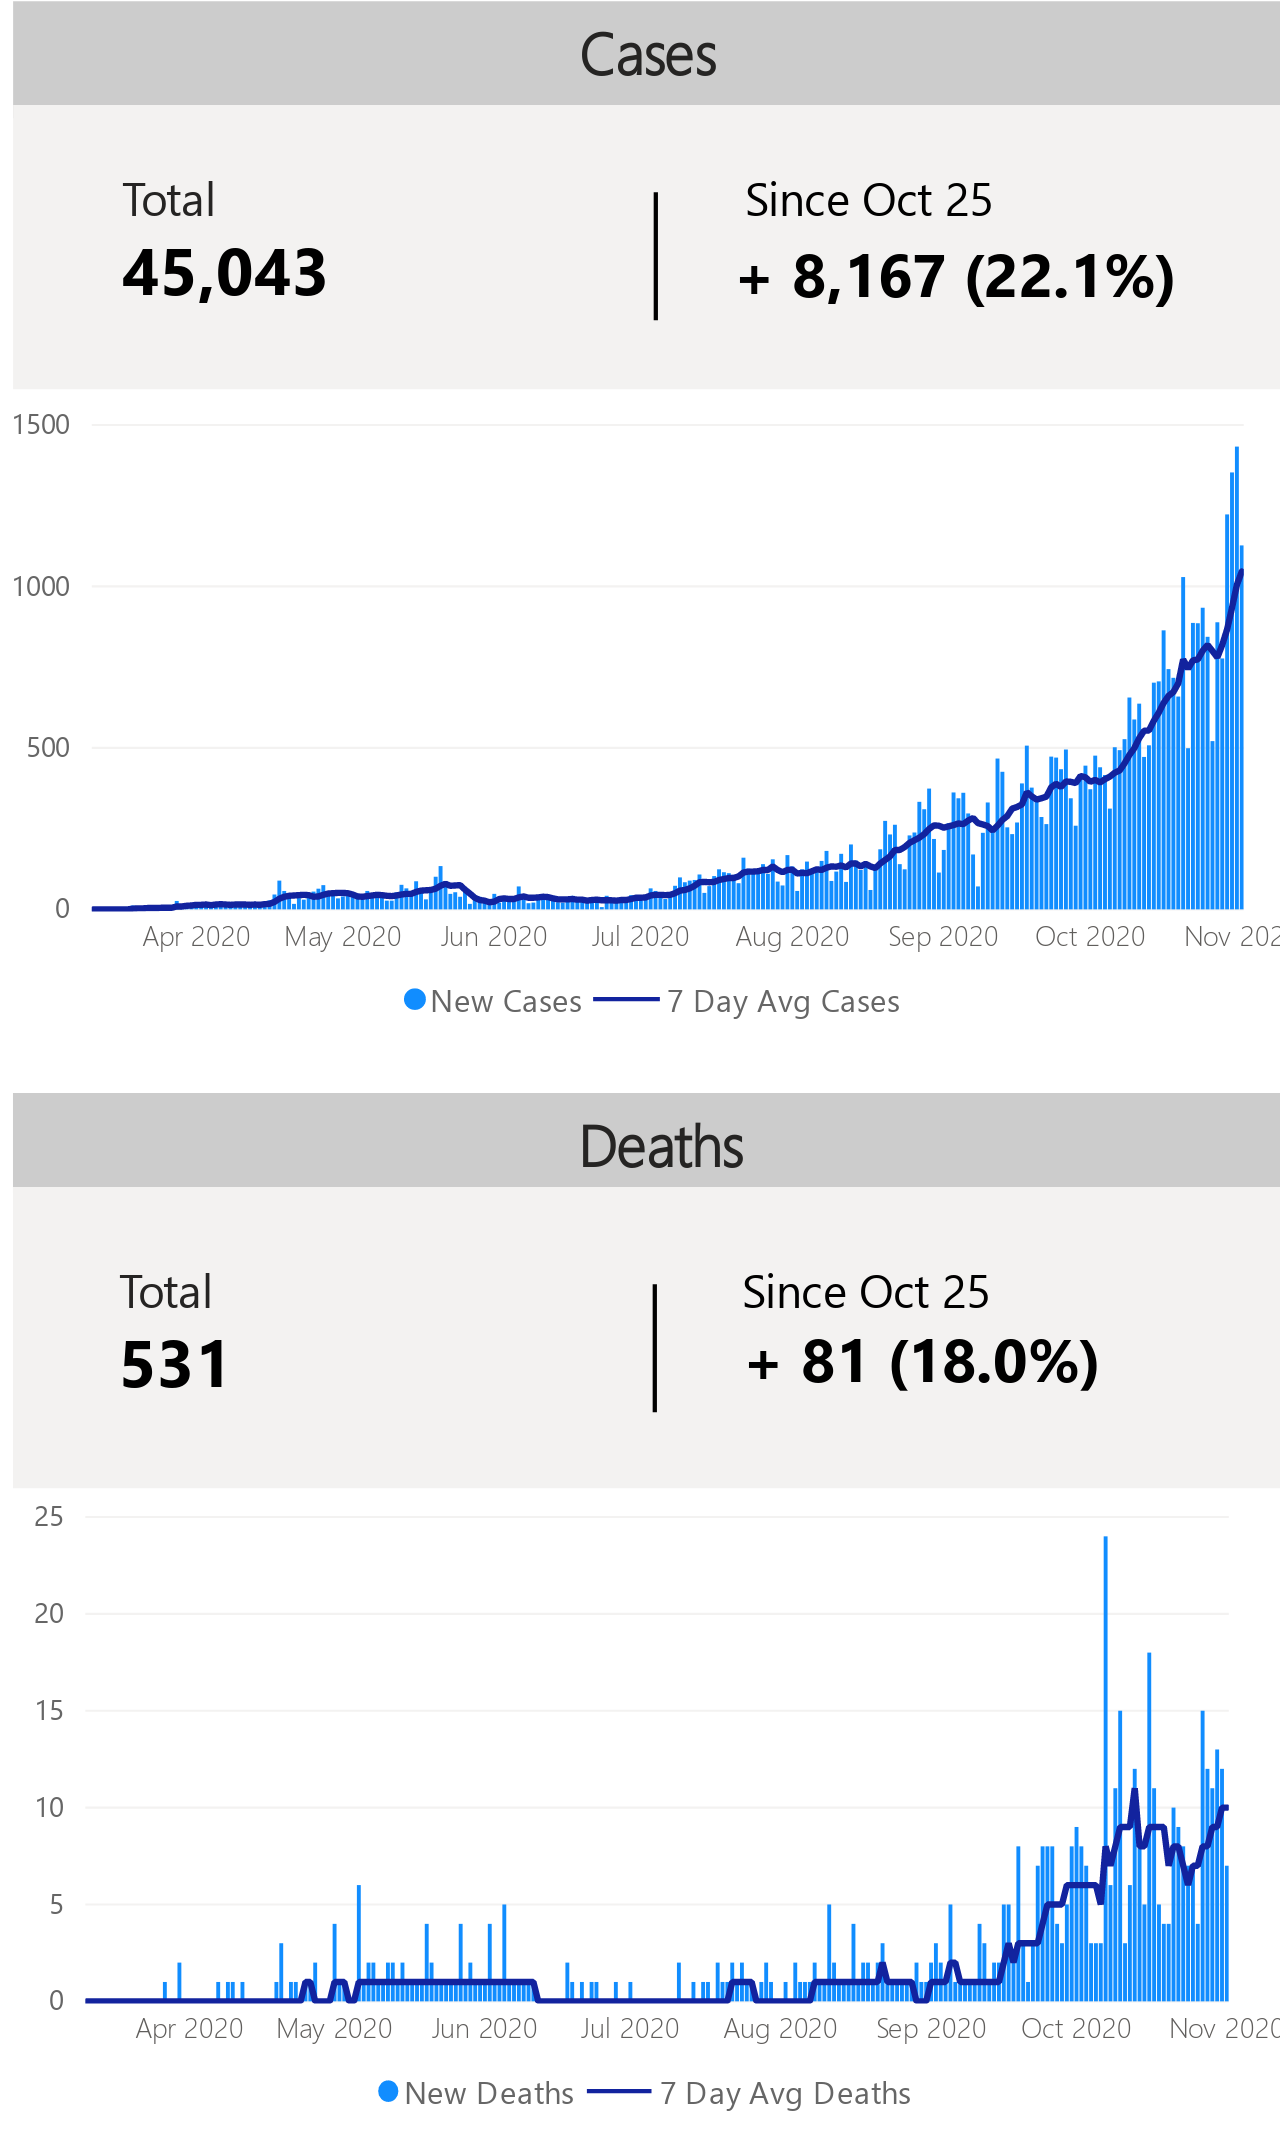 Cases
Total
Since Oct 25
45,043
+ 8,167 (22.1%)
1500
1000
500
0
Apr 2020 May 2020 Jun 2020 Jul 2020 Aug 2020 Sep 2020 Oct 2020 Nov 202
New Cases 7 Day Avg Cases
Deaths
Total
Since Oct 25
531
+ 81 (18.0%)
25
20
15
10
5
0
Apr 2020 May 2020 Jun 2020 Jul 2020 Aug 2020 Sep 2020 Oct 2020 Nov 2020
New Deaths 7 Day Avg Deaths